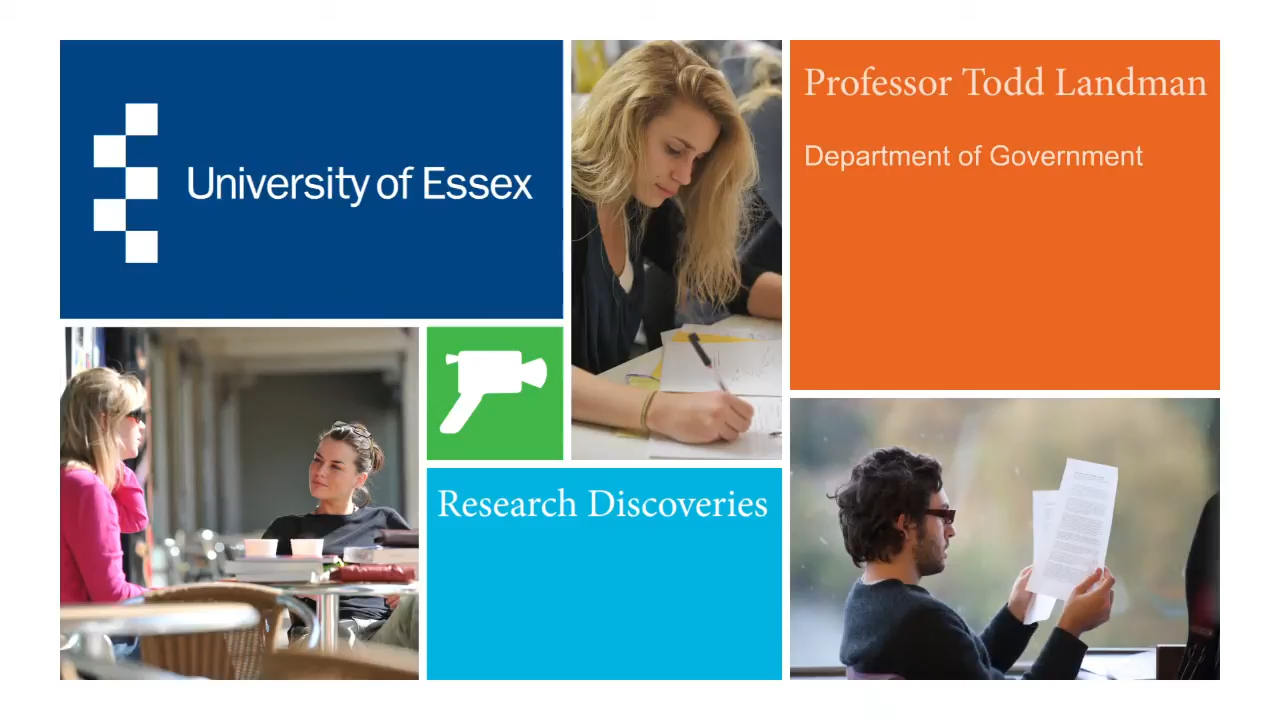 University of Essex
Professor Todd Landman
Department of Government
Research Discoveries